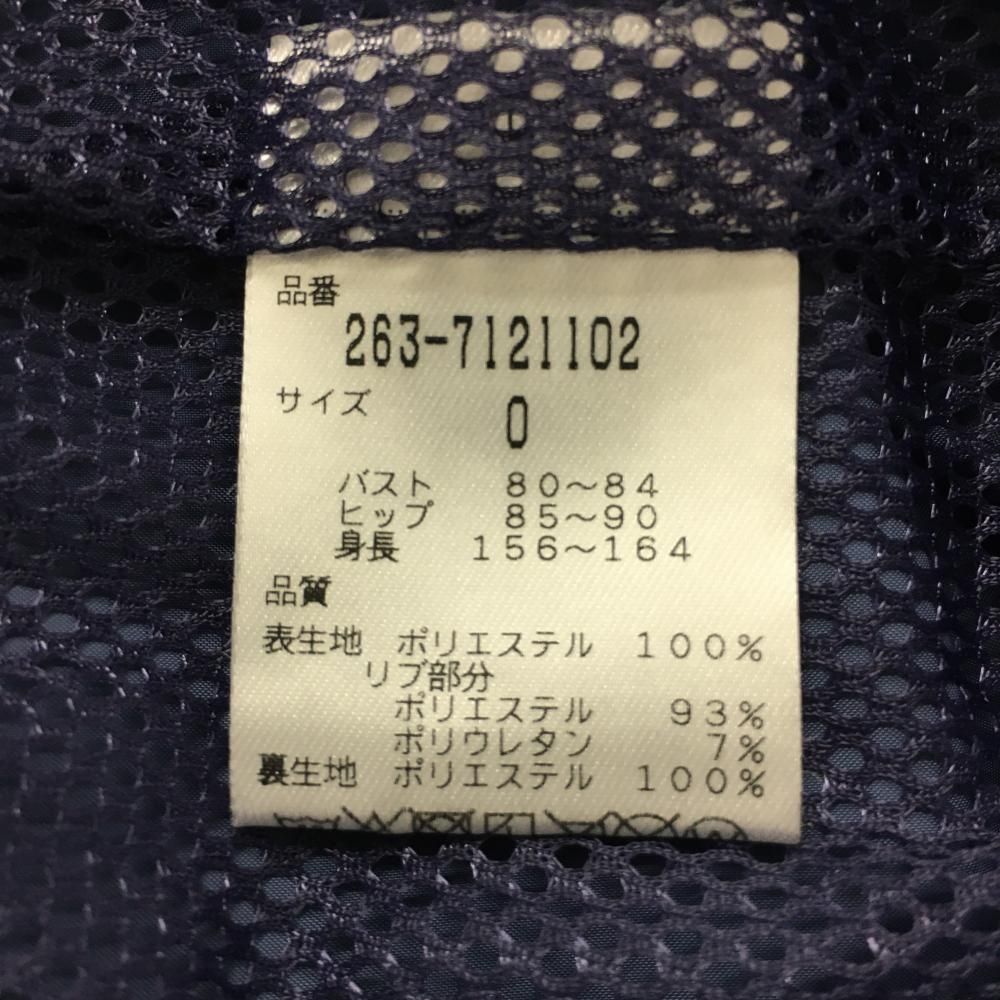 品番
263-7121102
サイズ
0
バスト 80〜84
ヒップ 85〜90
身長 156〜164
品質
表生地 ポリエステル 100%
リブ部分
ポリエステル 93%
ポリウレタン 7%
裏生地 ポリエステル 100%